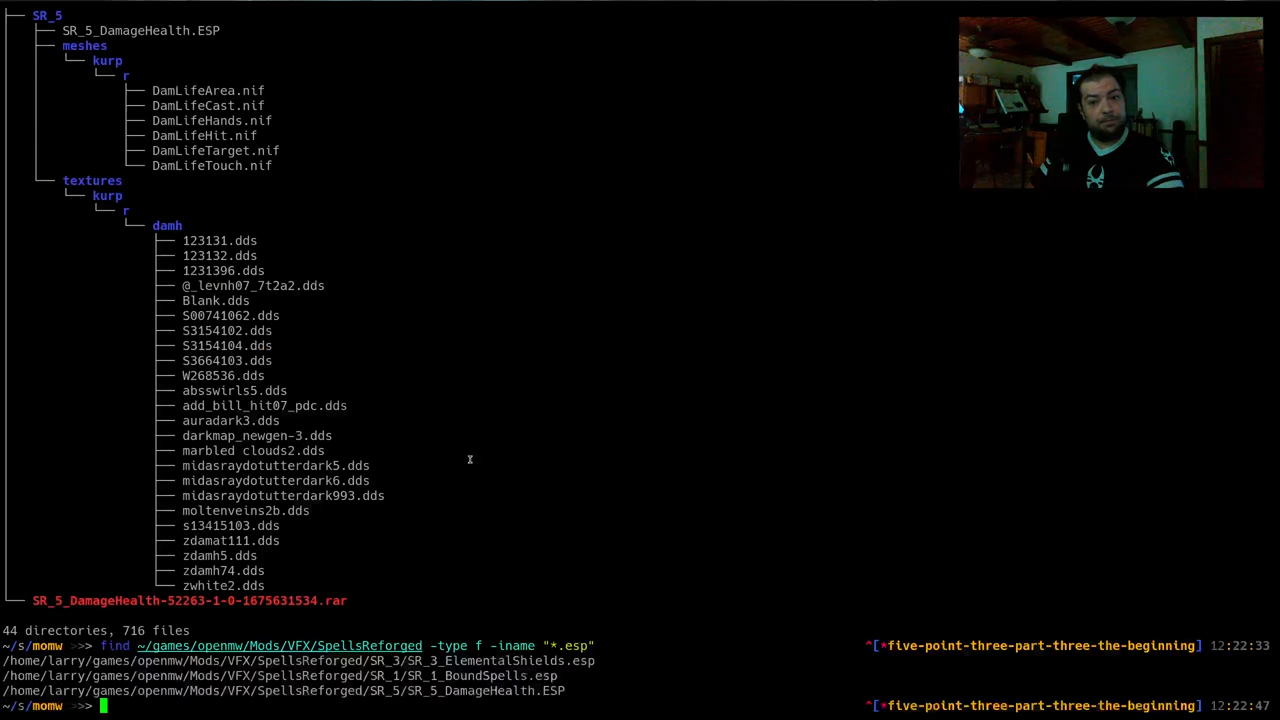 ├── SR_5
│   ├── SR_5_DamageHealth.ESP
│   ├── meshes
│   │   └── kurp
│   │       └── r
│   │           ├── DamLifeArea.nif
│   │           ├── DamLifeCast.nif
│   │           ├── DamLifeHands.nif
│   │           ├── DamLifeHit.nif
│   │           ├── DamLifeTarget.nif
│   │           └── DamLifeTouch.nif
│   └── textures
│       └── kurp
│           └── r
│               └── damh
│                   ├── 123131.dds
│                   ├── 123132.dds
│                   ├── 1231396.dds
│                   ├── @_levnh07_7t2a2.dds
│                   ├── Blank.dds
│                   ├── S00741062.dds
│                   ├── S3154102.dds
│                   ├── S3154104.dds
│                   ├── S3664103.dds
│                   ├── W268536.dds
│                   ├── absswirls5.dds
│                   ├── add_bill_hit07_pdc.dds
│                   ├── auradark3.dds
│                   ├── darkmap_newgen-3.dds
│                   ├── marbled clouds2.dds
│                   ├── midasraydotutterdark5.dds
│                   ├── midasraydotutterdark6.dds
│                   ├── midasraydotutterdark993.dds
│                   ├── moltenveins2b.dds
│                   ├── s13415103.dds
│                   ├── zdamat111.dds
│                   ├── zdamh5.dds
│                   ├── zdamh74.dds
│                   └── zwhite2.dds
└── SR_5_DamageHealth-52263-1-0-1675631534.rar
44 directories, 716 files
~/s/momw >>> find ~/games/openmw/Mods/VFX/SpellsReforged -type f -iname "*.esp" ^[*five-point-three-part-three-the-beginning] 12:22:33
/home/larry/games/openmw/Mods/VFX/SpellsReforged/SR_3/SR_3_ElementalShields.esp
/home/larry/games/openmw/Mods/VFX/SpellsReforged/SR_1/SR_1_BoundSpells.esp
/home/larry/games/openmw/Mods/VFX/SpellsReforged/SR_5/SR_5_DamageHealth.ESP
~/s/momw >>> ^[*five-point-three-part-three-the-beginning] 12:22:47